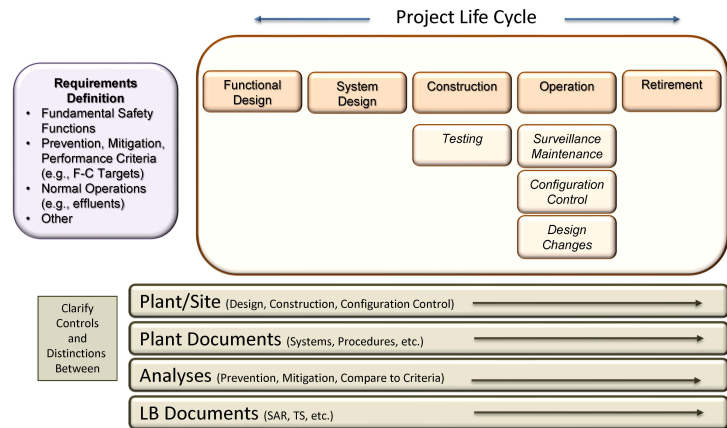 Project Life Cycle
Requirements
Definition
• Fundamental Safety
Functions
• Prevention, Mitigation,
Performance Criteria
(e.g., F-C Targets)
• Normal Operations
(e.g., effluents)
• Other
Functional
Design
System
Design
Construction
Operation
Retirement
Testing
Surveillance
Maintenance
Configuration
Control
Design
Changes
Clarify
Controls
and
Distinctions
Between
Plant/Site (Design, Construction, Configuration Control)
Plant Documents (Systems, Procedures, etc.)
Analyses (Prevention, Mitigation, Compare to Criteria)
LB Documents (SAR, TS, etc.)